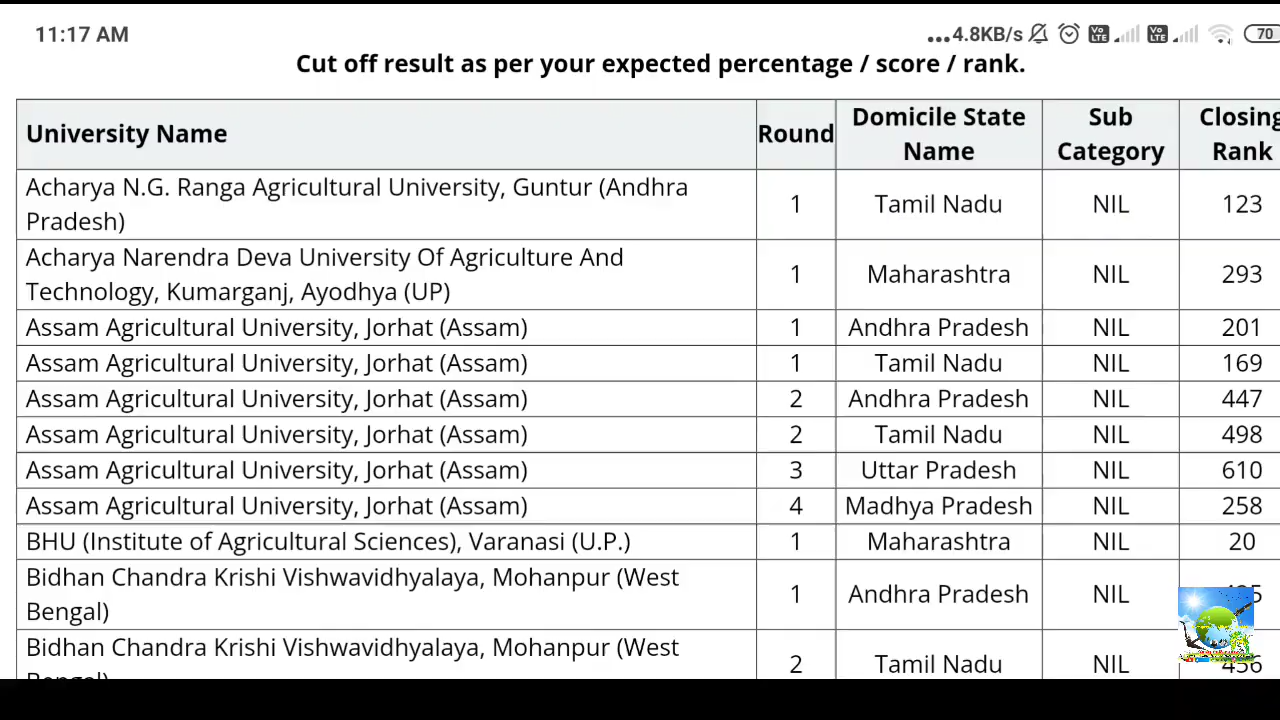 11:17 AM
...4.8KB/s
Vo LTE
Vo LTE
70
Cut off result as per your expected percentage / score / rank.
University Name Round Domicile State Name Sub Category Closing Rank
Acharya N.G. Ranga Agricultural University, Guntur (Andhra
Pradesh) 1 Tamil Nadu NIL 123
Acharya Narendra Deva University Of Agriculture And
Technology, Kumarganj, Ayodhya (UP) 1 Maharashtra NIL 293
Assam Agricultural University, Jorhat (Assam) 1 Andhra Pradesh NIL 201
Assam Agricultural University, Jorhat (Assam) 1 Tamil Nadu NIL 169
Assam Agricultural University, Jorhat (Assam) 2 Andhra Pradesh NIL 447
Assam Agricultural University, Jorhat (Assam) 2 Tamil Nadu NIL 498
Assam Agricultural University, Jorhat (Assam) 3 Uttar Pradesh NIL 610
Assam Agricultural University, Jorhat (Assam) 4 Madhya Pradesh NIL 258
BHU (Institute of Agricultural Sciences), Varanasi (U.P.) 1 Maharashtra NIL 20
Bidhan Chandra Krishi Vishwavidhyalaya, Mohanpur (West
Bengal) 1 Andhra Pradesh NIL
Bidhan Chandra Krishi Vishwavidhyalaya, Mohanpur (West
Bengal) 2 Tamil Nadu NIL 456